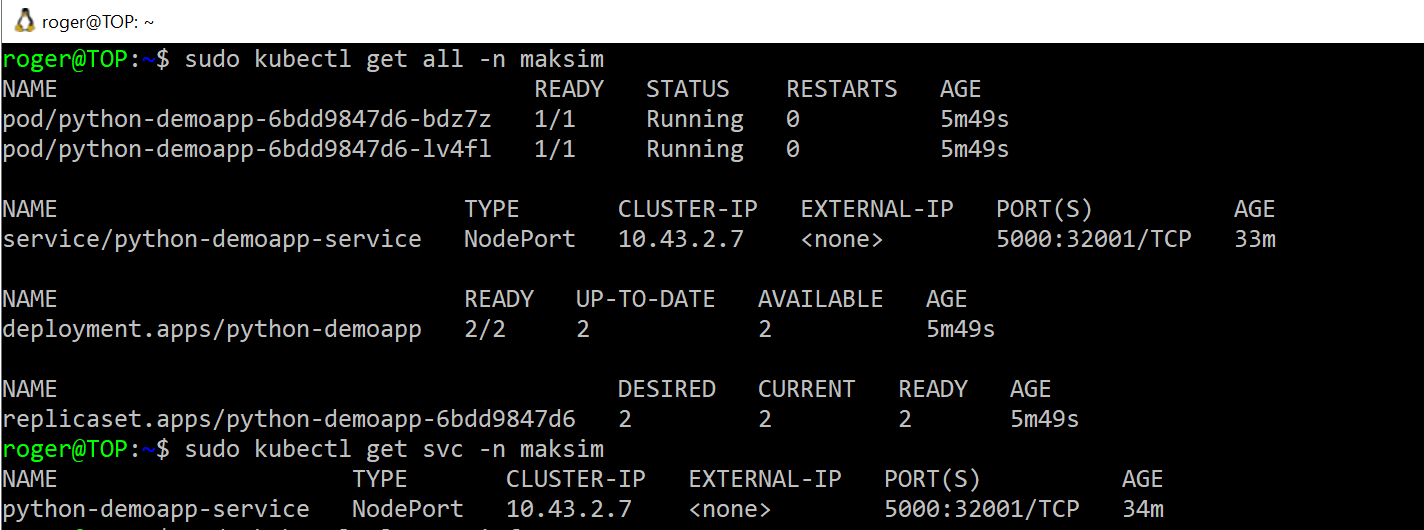 roger@TOP: ~
roger@TOP:~$ sudo kubectl get all -n maksim
NAME READY STATUS RESTARTS AGE
pod/python-demoapp-6bdd9847d6-bdz7z 1/1 Running 0 5m49s
pod/python-demoapp-6bdd9847d6-lv4fl 1/1 Running 0 5m49s
NAME TYPE CLUSTER-IP EXTERNAL-IP PORT(S) AGE
service/python-demoapp-service NodePort 10.43.2.7 <none> 5000:32001/TCP 33m
NAME READY UP-TO-DATE AVAILABLE AGE
deployment.apps/python-demoapp 2/2 2 2 5m49s
NAME DESIRED CURRENT READY AGE
replicaset.apps/python-demoapp-6bdd9847d6 2 2 2 5m49s
roger@TOP:~$ sudo kubectl get svc -n maksim
NAME TYPE CLUSTER-IP EXTERNAL-IP PORT(S) AGE
python-demoapp-service NodePort 10.43.2.7 <none> 5000:32001/TCP 34m